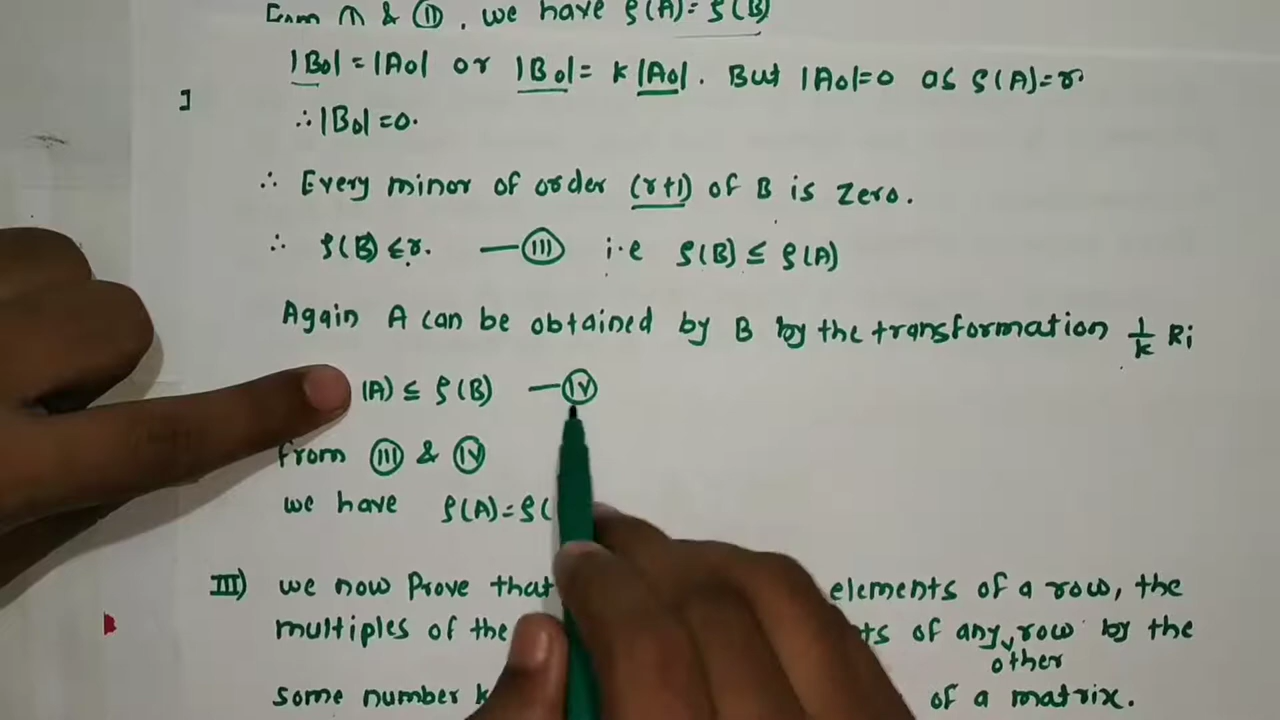 From (I) & (II), we have ρ(A)=ρ(B)
|B₀| = |A₀| or |B₀| = k |A₀|. But |A₀|=0 as ρ(A)=r
∴ |B₀| =0.
∴ Every minor of order (r+1) of B is zero.
∴ ρ(B) ≤ r. —(III) i.e ρ(B) ≤ ρ(A)
Again A can be obtained by B by the transformation 1/k Ri
(A) ≤ ρ(B) —(IV)
from (III) & (IV)
we have ρ(A)=ρ(
III) we now Prove that elements of a row, the
multiples of the of any other row by the
some number k of a matrix.